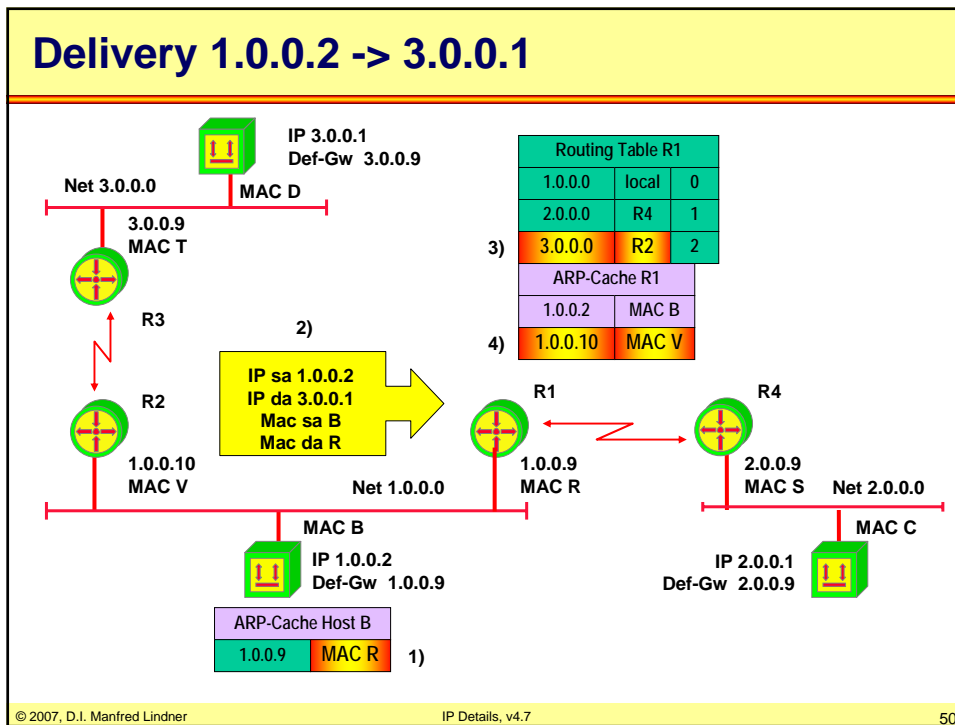 Delivery 1.0.0.2 -> 3.0.0.1
IP 3.0.0.1
Def-Gw 3.0.0.9
Net 3.0.0.0
MAC D
3.0.0.9
MAC T
R3
Routing Table R1
1.0.0.0 local 0
2.0.0.0 R4 1
3) 3.0.0.0 R2 2
ARP-Cache R1
1.0.0.2 MAC B
4) 1.0.0.10 MAC V
2)
IP sa 1.0.0.2
IP da 3.0.0.1
Mac sa B
Mac da R
R2
1.0.0.10
MAC V
R1
1.0.0.9
MAC R
R4
2.0.0.9
MAC S
Net 1.0.0.0
Net 2.0.0.0
MAC B
IP 1.0.0.2
Def-Gw 1.0.0.9
MAC C
IP 2.0.0.1
Def-Gw 2.0.0.9
ARP-Cache Host B
1.0.0.9 MAC R 1)
© 2007, D.I. Manfred Lindner
IP Details, v4.7
50